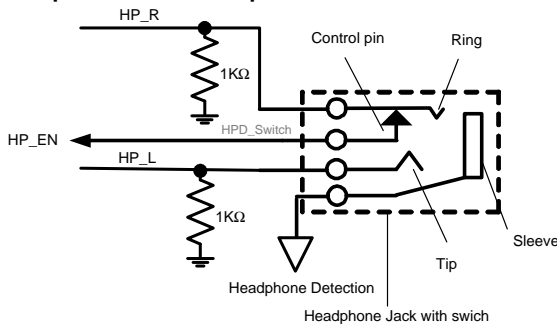 HP_R
Control pin
Ring
1KΩ
HPD_Switch
HP_EN
HP_L
1KΩ
Sleeve
Tip
Headphone Detection
Headphone Jack with swich